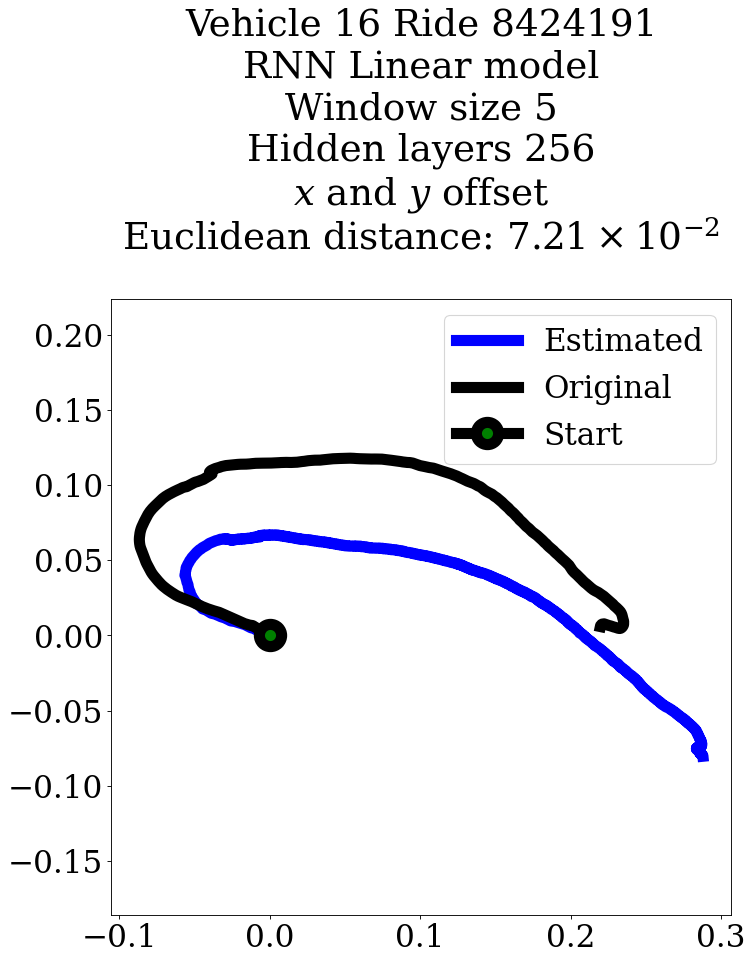 Vehicle 16 Ride 8424191
RNN Linear model
Window size 5
Hidden layers 256
x and y offset
Euclidean distance: 7.21 × 10⁻²
Estimated
Original
Start
0.20
0.15
0.10
0.05
0.00
−0.05
−0.10
−0.15
−0.1 0.0 0.1 0.2 0.3